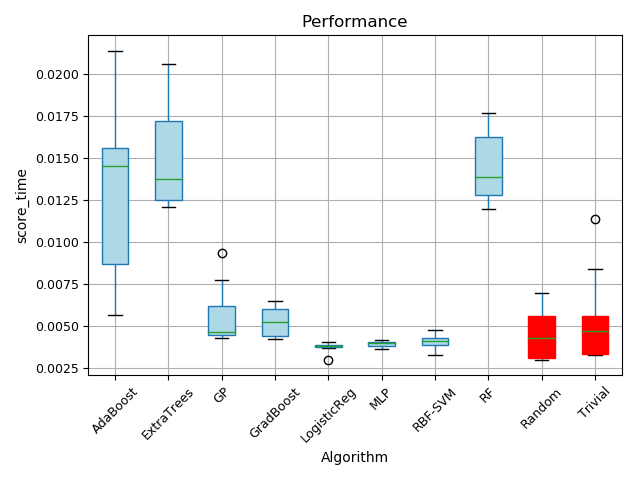 Performance
score_time
0.0200
0.0175
0.0150
0.0125
0.0100
0.0075
0.0050
0.0025
AdaBoost
ExtraTrees
GP
GradBoost
LogisticReg
MLP
RBF-SVM
RF
Random
Trivial
Algorithm